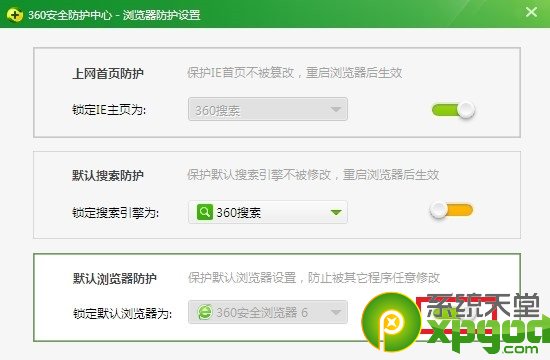 360安全防护中心 - 浏览器防护设置
上网首页防护 保护IE首页不被篡改，重启浏览器后生效
锁定IE主页为: 360搜索
默认搜索防护 保护默认搜索引擎不被修改，重启浏览器后生效
锁定搜索引擎为: 360搜索
默认浏览器防护 保护默认浏览器设置，防止被其它程序任意修改
锁定默认浏览器为: 360安全浏览器 6
系统天堂
xpgod